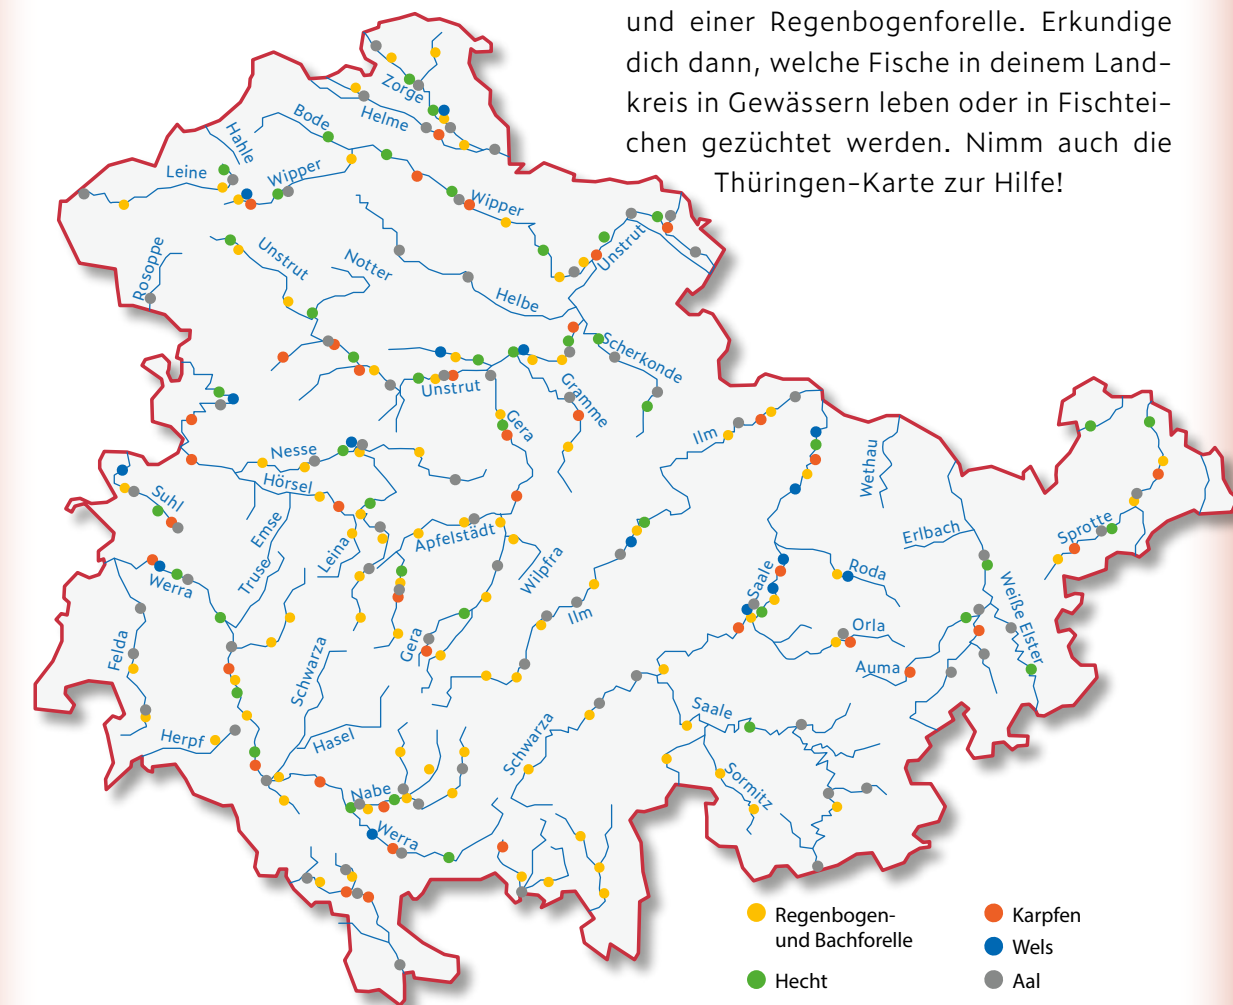 und einer Regenbogenforelle. Erkundige
dich dann, welche Fische in deinem Land-
kreis in Gewässern leben oder in Fischtei-
chen gezüchtet werden. Nimm auch die
Thüringen-Karte zur Hilfe!
Zorge
Helme
Bode
Hahle
Leine
Wipper
Wipper
Unstrut
Rosoppe
Unstrut
Notter
Helbe
Scherkonde
Unstrut
Gramme
Gera
Ilm
Nesse
Hörsel
Suhl
Emse
Leina
Apfelstädt
Wilpfra
Wethau
Erlbach
Sprotte
Werra
Truse
Saale
Roda
Weiße Elster
Ilm
Felda
Schwarza
Gera
Orla
Auma
Herpf
Hasel
Schwarza
Saale
Sormitz
Nabe
Werra
Regenbogen-
und Bachforelle
Hecht
Karpfen
Wels
Aal